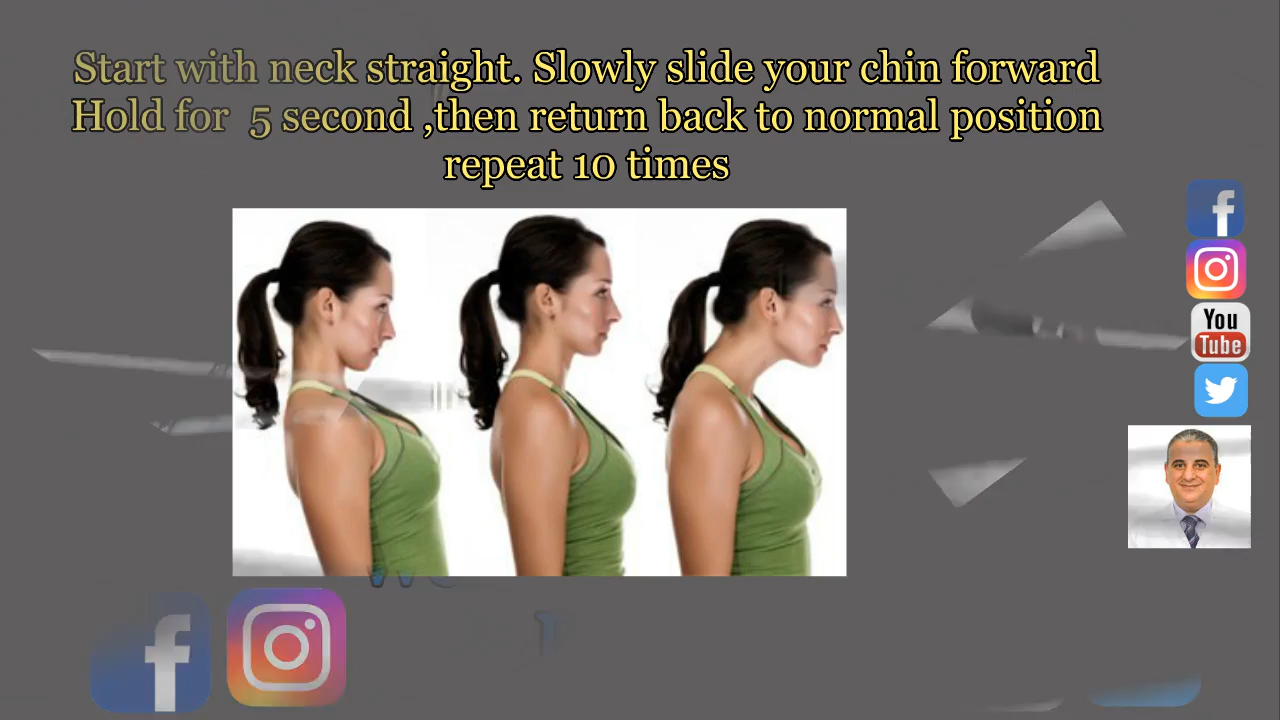 Start with neck straight. Slowly slide your chin forward
Hold for 5 second ,then return back to normal position
repeat 10 times
You
Tube